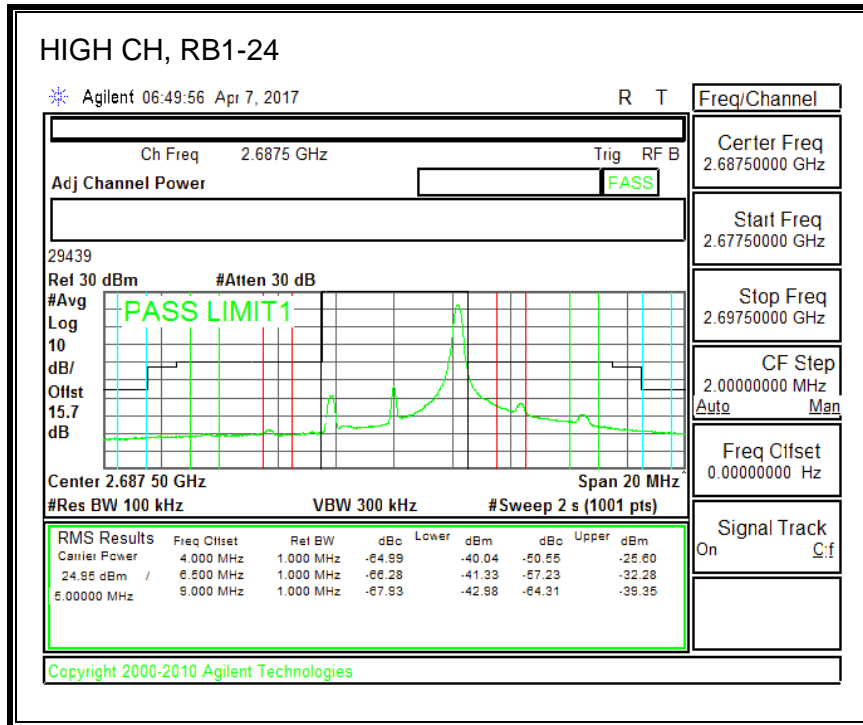 HIGH CH, RB1-24
Agilent 06:49:56 Apr 7, 2017 R T
Freq/Channel
Ch Freq 2.6875 GHz Trig RF B
Adj Channel Power PASS
Center Freq
2.68750000 GHz
Start Freq
2.67750000 GHz
Stop Freq
2.69750000 GHz
CF Step
2.00000000 MHz
Auto Man
Freq Offset
0.00000000 Hz
Signal Track
On Off
29439
Ref 30 dBm #Atten 30 dB
#Avg
Log
10
dB/
Offst
15.7
dB
PASS LIMIT1
Center 2.687 50 GHz Span 20 MHz
#Res BW 100 kHz VBW 300 kHz #Sweep 2 s (1001 pts)
RMS Results Freq Offset Ref BW dBc Lower dBm dBc Upper dBm
Carrier Power 4.000 MHz 1.000 MHz -64.99 -40.04 -50.55 -25.60
24.95 dBm / 6.500 MHz 1.000 MHz -66.28 -41.33 -57.23 -32.28
5.00000 MHz 9.000 MHz 1.000 MHz -67.93 -42.98 -64.31 -39.35
Copyright 2000-2010 Agilent Technologies